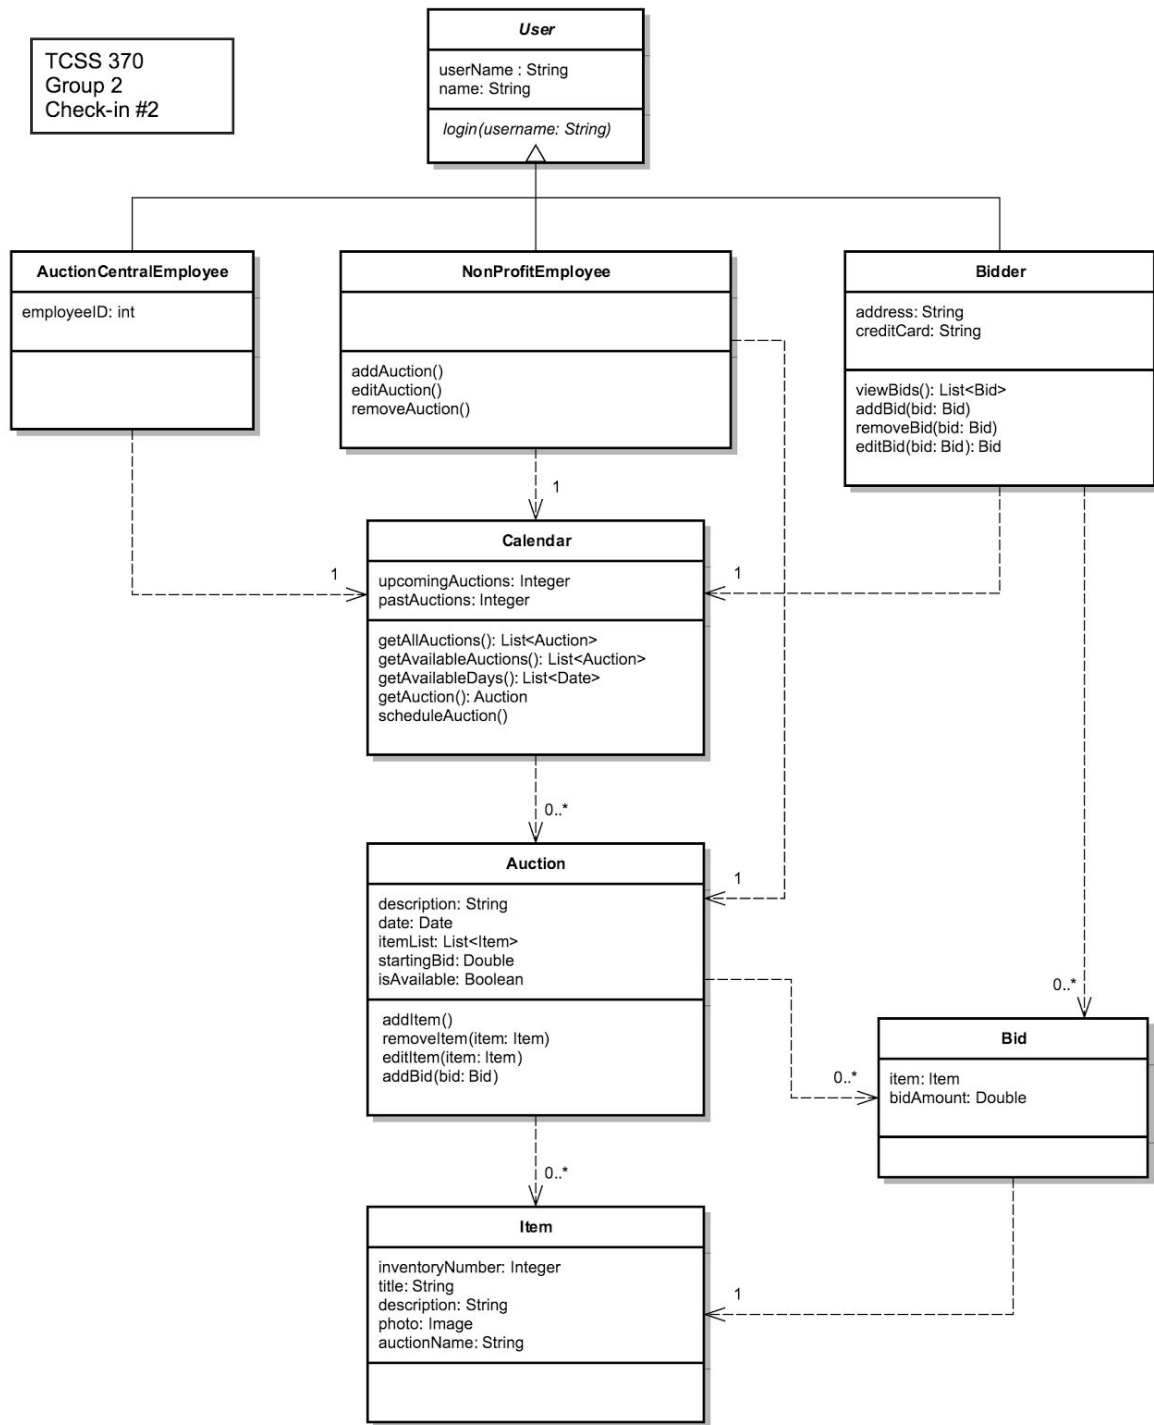 TCSS 370
Group 2
Check-in #2
User
userName : String
name: String
login(username: String)
AuctionCentralEmployee
employeeID: int
NonProfitEmployee
addAuction()
editAuction()
removeAuction()
Bidder
address: String
creditCard: String
viewBids(): List<Bid>
addBid(bid: Bid)
removeBid(bid: Bid)
editBid(bid: Bid): Bid
1
1
1
Calendar
upcomingAuctions: Integer
pastAuctions: Integer
getAllAuctions(): List<Auction>
getAvailableAuctions(): List<Auction>
getAvailableDays(): List<Date>
getAuction(): Auction
scheduleAuction()
0..*
1
Auction
description: String
date: Date
itemList: List<Item>
startingBid: Double
isAvailable: Boolean
addItem()
removeItem(item: Item)
editItem(item: Item)
addBid(bid: Bid)
0..*
0..*
Bid
item: Item
bidAmount: Double
0..*
1
Item
inventoryNumber: Integer
title: String
description: String
photo: Image
auctionName: String